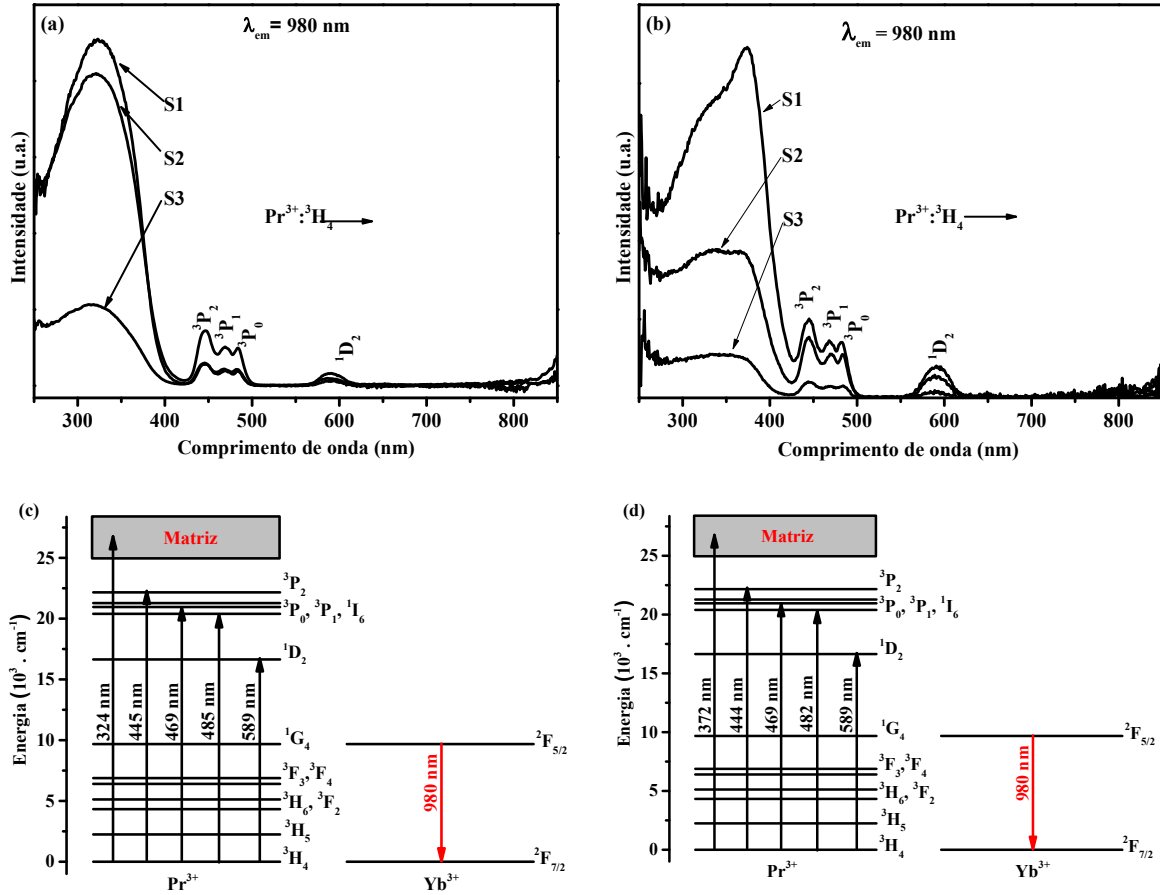 (a)
λem = 980 nm
S1
S2
S3
Pr³⁺:³H₄
³P₂
³P₁
³P₀
¹D₂
Intensidade (u.a.)
300 400 500 600 700 800
Comprimento de onda (nm)
(b)
λem = 980 nm
S1
S2
S3
Pr³⁺:³H₄
³P₂
³P₁
³P₀
¹D₂
Intensidade (u.a.)
300 400 500 600 700 800
Comprimento de onda (nm)
(c)
Energia (10³ . cm⁻¹)
25
20
15
10
5
0
Matriz
³P₂
³P₀, ³P₁, ¹I₆
¹D₂
324 nm
445 nm
469 nm
485 nm
589 nm
¹G₄
³F₃,³F₄
³H₆, ³F₂
³H₅
³H₄
Pr³⁺
²F₅/₂
980 nm
²F₇/₂
Yb³⁺
(d)
Energia (10³ . cm⁻¹)
25
20
15
10
5
0
Matriz
³P₂
³P₀, ³P₁, ¹I₆
¹D₂
372 nm
444 nm
469 nm
482 nm
589 nm
¹G₄
³F₃,³F₄
³H₆, ³F₂
³H₅
³H₄
Pr³⁺
²F₅/₂
980 nm
²F₇/₂
Yb³⁺